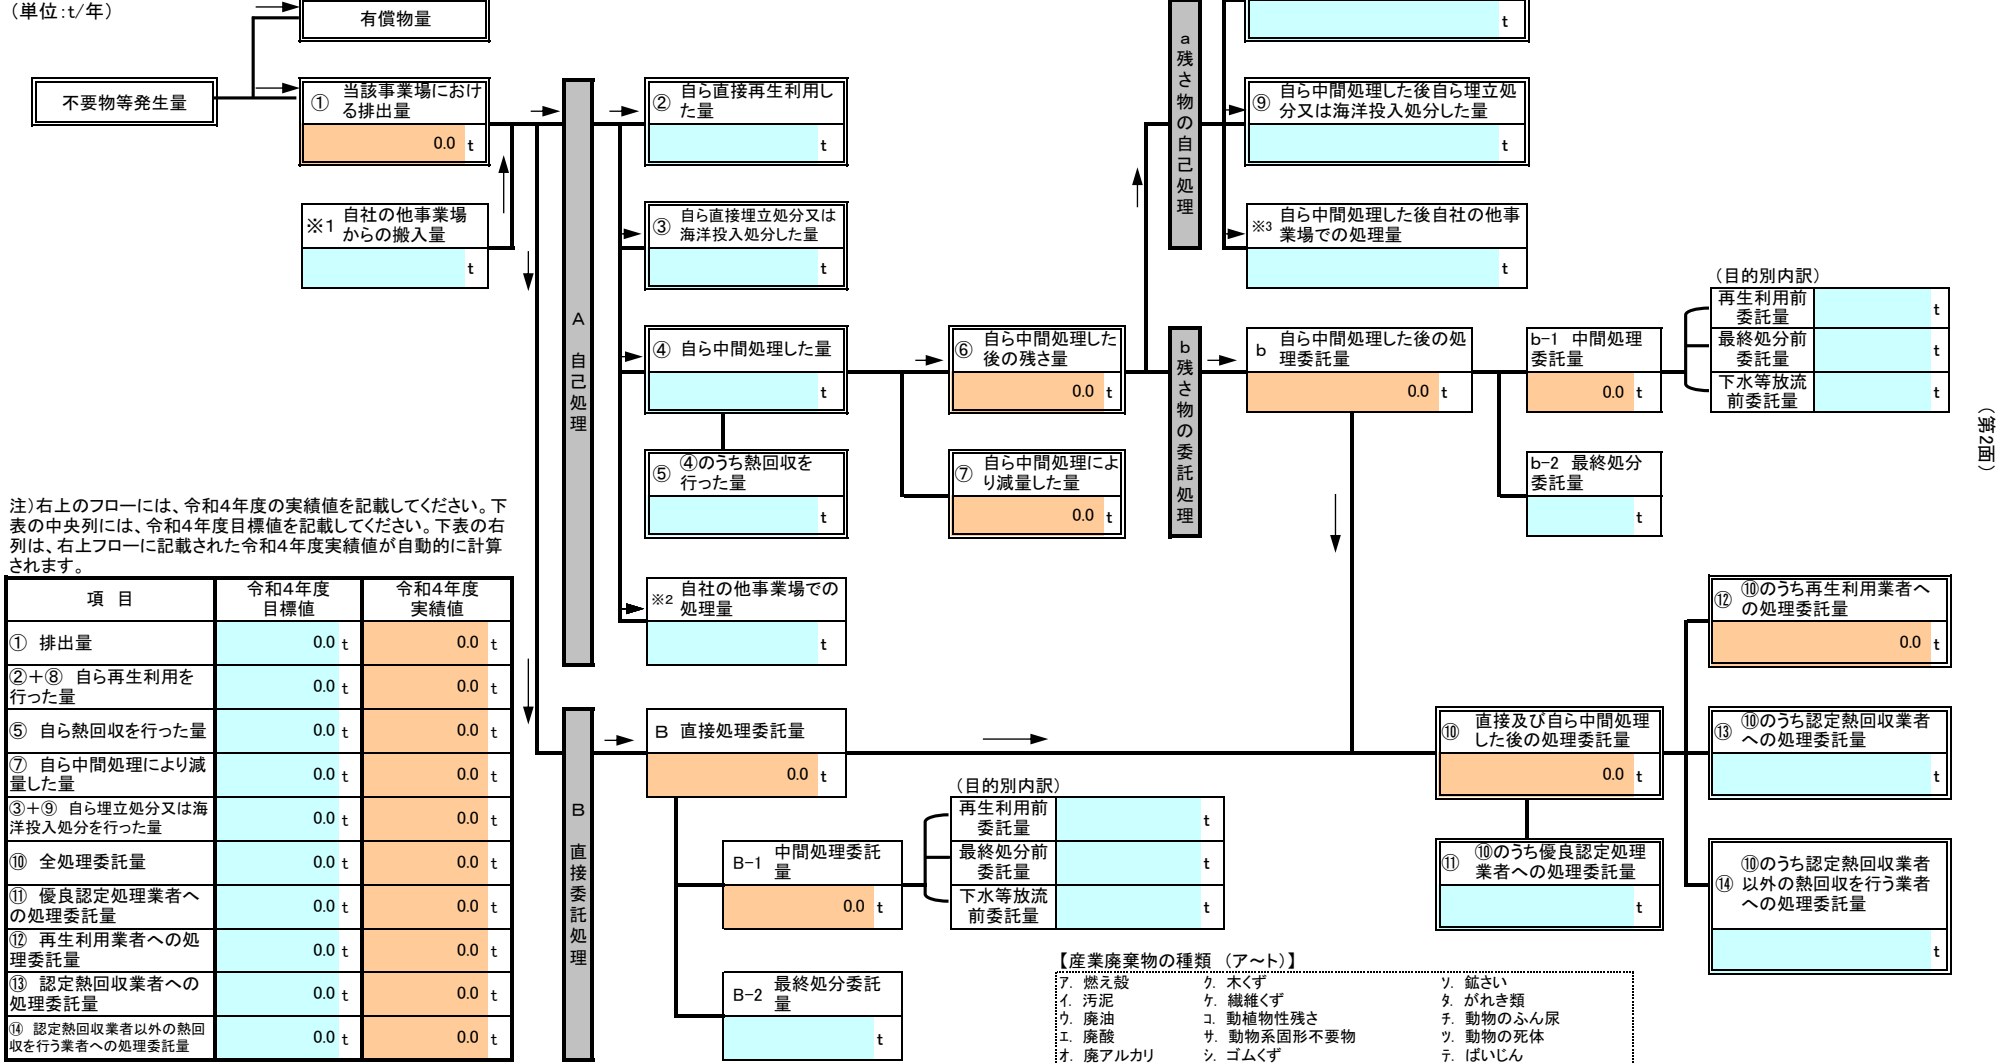 (単位:t/年)
有償物量
不要物等発生量
① 当該事業場におけ
る排出量
0.0 t
※1 自社の他事業場
からの搬入量
t
A 自己処理
② 自ら直接再生利用し
た量
t
③ 自ら直接埋立処分又は
海洋投入処分した量
t
④ 自ら中間処理した量
t
⑤ ④のうち熱回収を
行った量
t
※2 自社の他事業場での
処理量
t
⑥ 自ら中間処理した
後の残さ量
0.0 t
⑦ 自ら中間処理によ
り減量した量
0.0 t
a残さ物の自己処理
t
⑨ 自ら中間処理した後自ら埋立処
分又は海洋投入処分した量
t
※3 自ら中間処理した後自社の他事
業場での処理量
t
b残さ物の委託処理
b 自ら中間処理した後の処
理委託量
0.0 t
b-1 中間処理
委託量
0.0 t
b-2 最終処分
委託量
t
(目的別内訳)
再生利用前
委託量
t
最終処分前
委託量
t
下水等放流
前委託量
t
(第2面)
注)右上のフローには、令和4年度の実績値を記載してください。下
表の中央列には、令和4年度目標値を記載してください。下表の右
列は、右上フローに記載された令和4年度実績値が自動的に計算
されます。
項 目
令和4年度
目標値
令和4年度
実績値
① 排出量
0.0 t 0.0 t
②+⑧ 自ら再生利用を
行った量
0.0 t 0.0 t
⑤ 自ら熱回収を行った量
0.0 t 0.0 t
⑦ 自ら中間処理により減
量した量
0.0 t 0.0 t
③+⑨ 自ら埋立処分又は海
洋投入処分を行った量
0.0 t 0.0 t
⑩ 全処理委託量
0.0 t 0.0 t
⑪ 優良認定処理業者へ
の処理委託量
0.0 t 0.0 t
⑫ 再生利用業者への処
理委託量
0.0 t 0.0 t
⑬ 認定熱回収業者への
処理委託量
0.0 t 0.0 t
⑭ 認定熱回収業者以外の熱回
収を行う業者への処理委託量
0.0 t 0.0 t
B 直接委託処理
B 直接処理委託量
0.0 t
B-1 中間処理委託
量
0.0 t
B-2 最終処分委託
量
t
(目的別内訳)
再生利用前
委託量
t
最終処分前
委託量
t
下水等放流
前委託量
t
⑩ 直接及び自ら中間処理
した後の処理委託量
0.0 t
⑪ ⑩のうち優良認定処理
業者への処理委託量
t
⑫ ⑩のうち再生利用業者へ
の処理委託量
0.0 t
⑬ ⑩のうち認定熱回収業者
への処理委託量
t
⑭ ⑩のうち認定熱回収業者
以外の熱回収を行う業者
への処理委託量
t
【産業廃棄物の種類 (ア~ト)】
ア. 燃え殻 ク. 木くず ソ. 鉱さい
イ. 汚泥 ケ. 繊維くず タ. がれき類
ウ. 廃油 コ. 動植物性残さ チ. 動物のふん尿
エ. 廃酸 サ. 動物系固形不要物 ツ. 動物の死体
オ. 廃アルカリ シ. ゴムくず テ. ばいじん